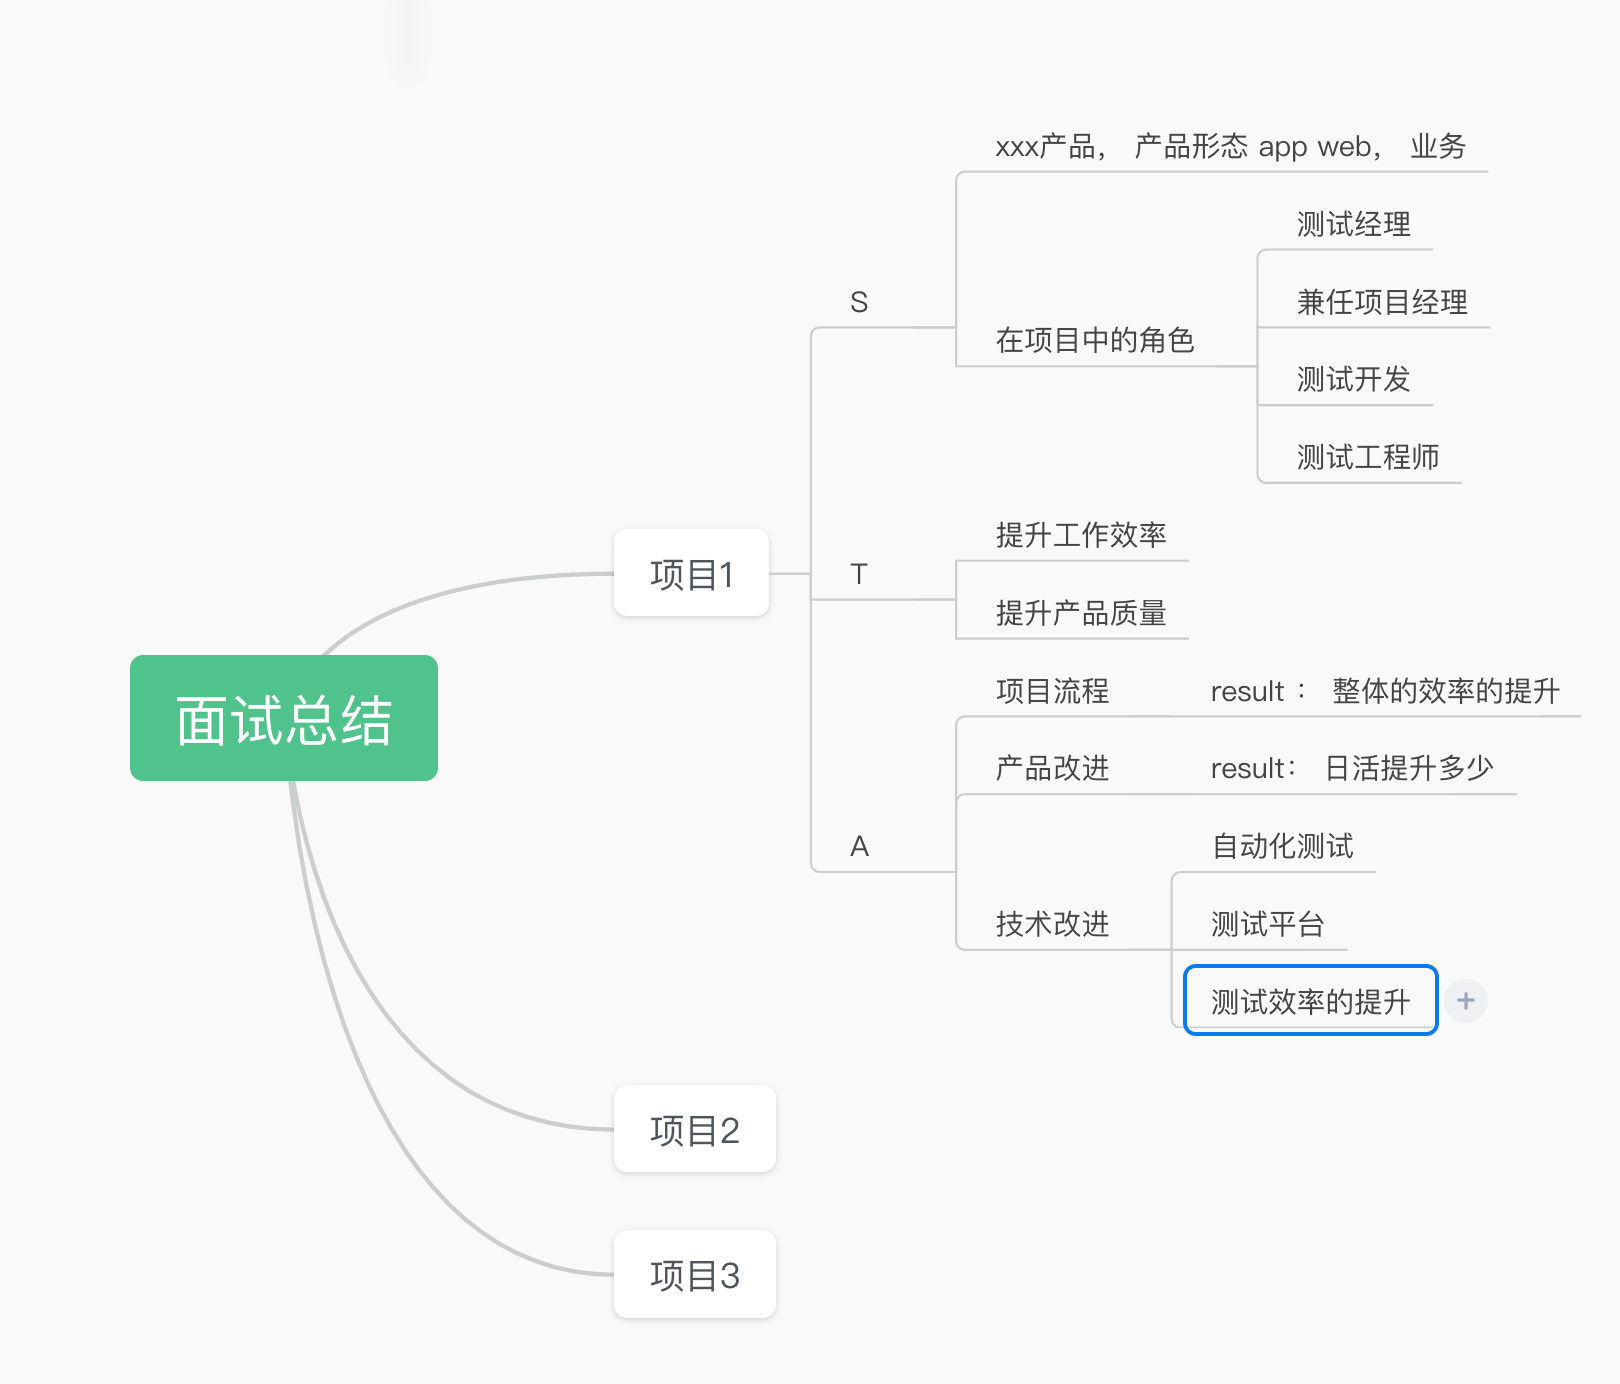 面试总结
项目1
S
xxx产品， 产品形态 app web， 业务
在项目中的角色
测试经理
兼任项目经理
测试开发
测试工程师
T
提升工作效率
提升产品质量
A
项目流程
result： 整体的效率的提升
产品改进
result： 日活提升多少
技术改进
自动化测试
测试平台
测试效率的提升
项目2
项目3